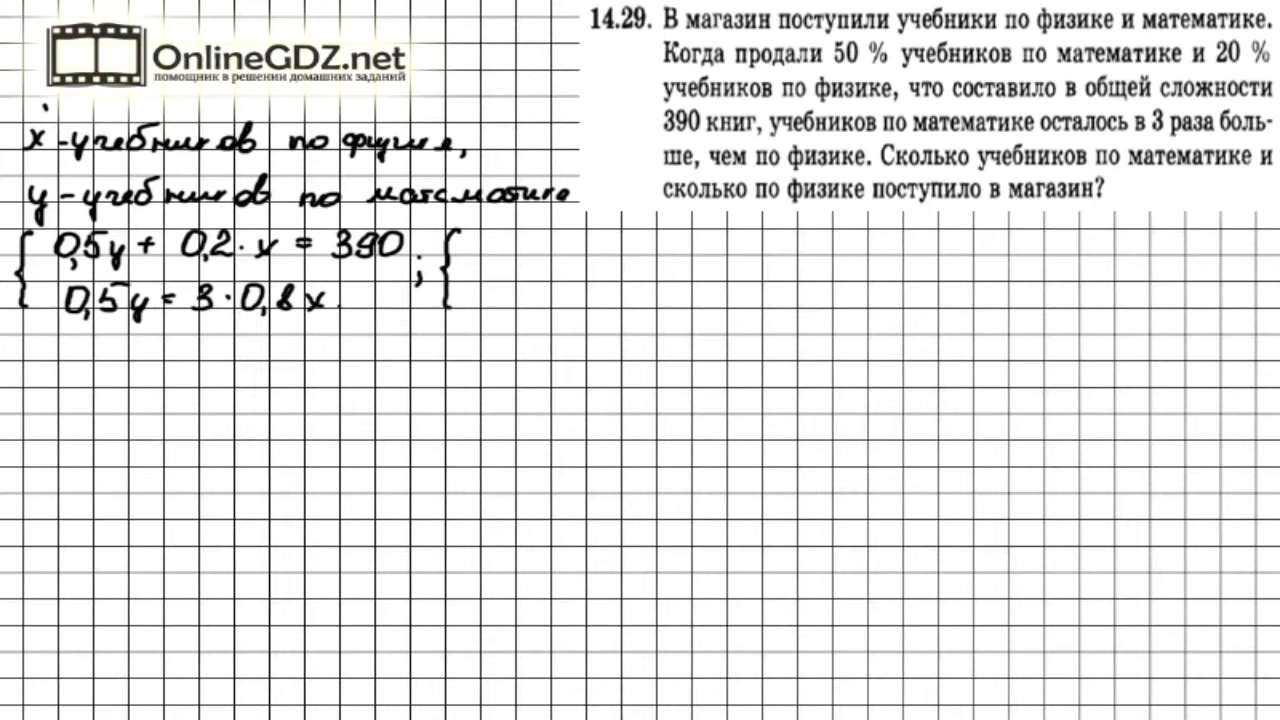 OnlineGDZ.net
помощник в решении домашних заданий
14.29. В магазин поступили учебники по физике и математике.
Когда продали 50 % учебников по математике и 20 %
учебников по физике, что составило в общей сложности
390 книг, учебников по математике осталось в 3 раза боль-
ше, чем по физике. Сколько учебников по математике и
сколько по физике поступило в магазин?
x - учебников по физике,
y - учебников по математике
{ 0,5y + 0,2 · x = 390
0,5y = 3 · 0,8x. ; {